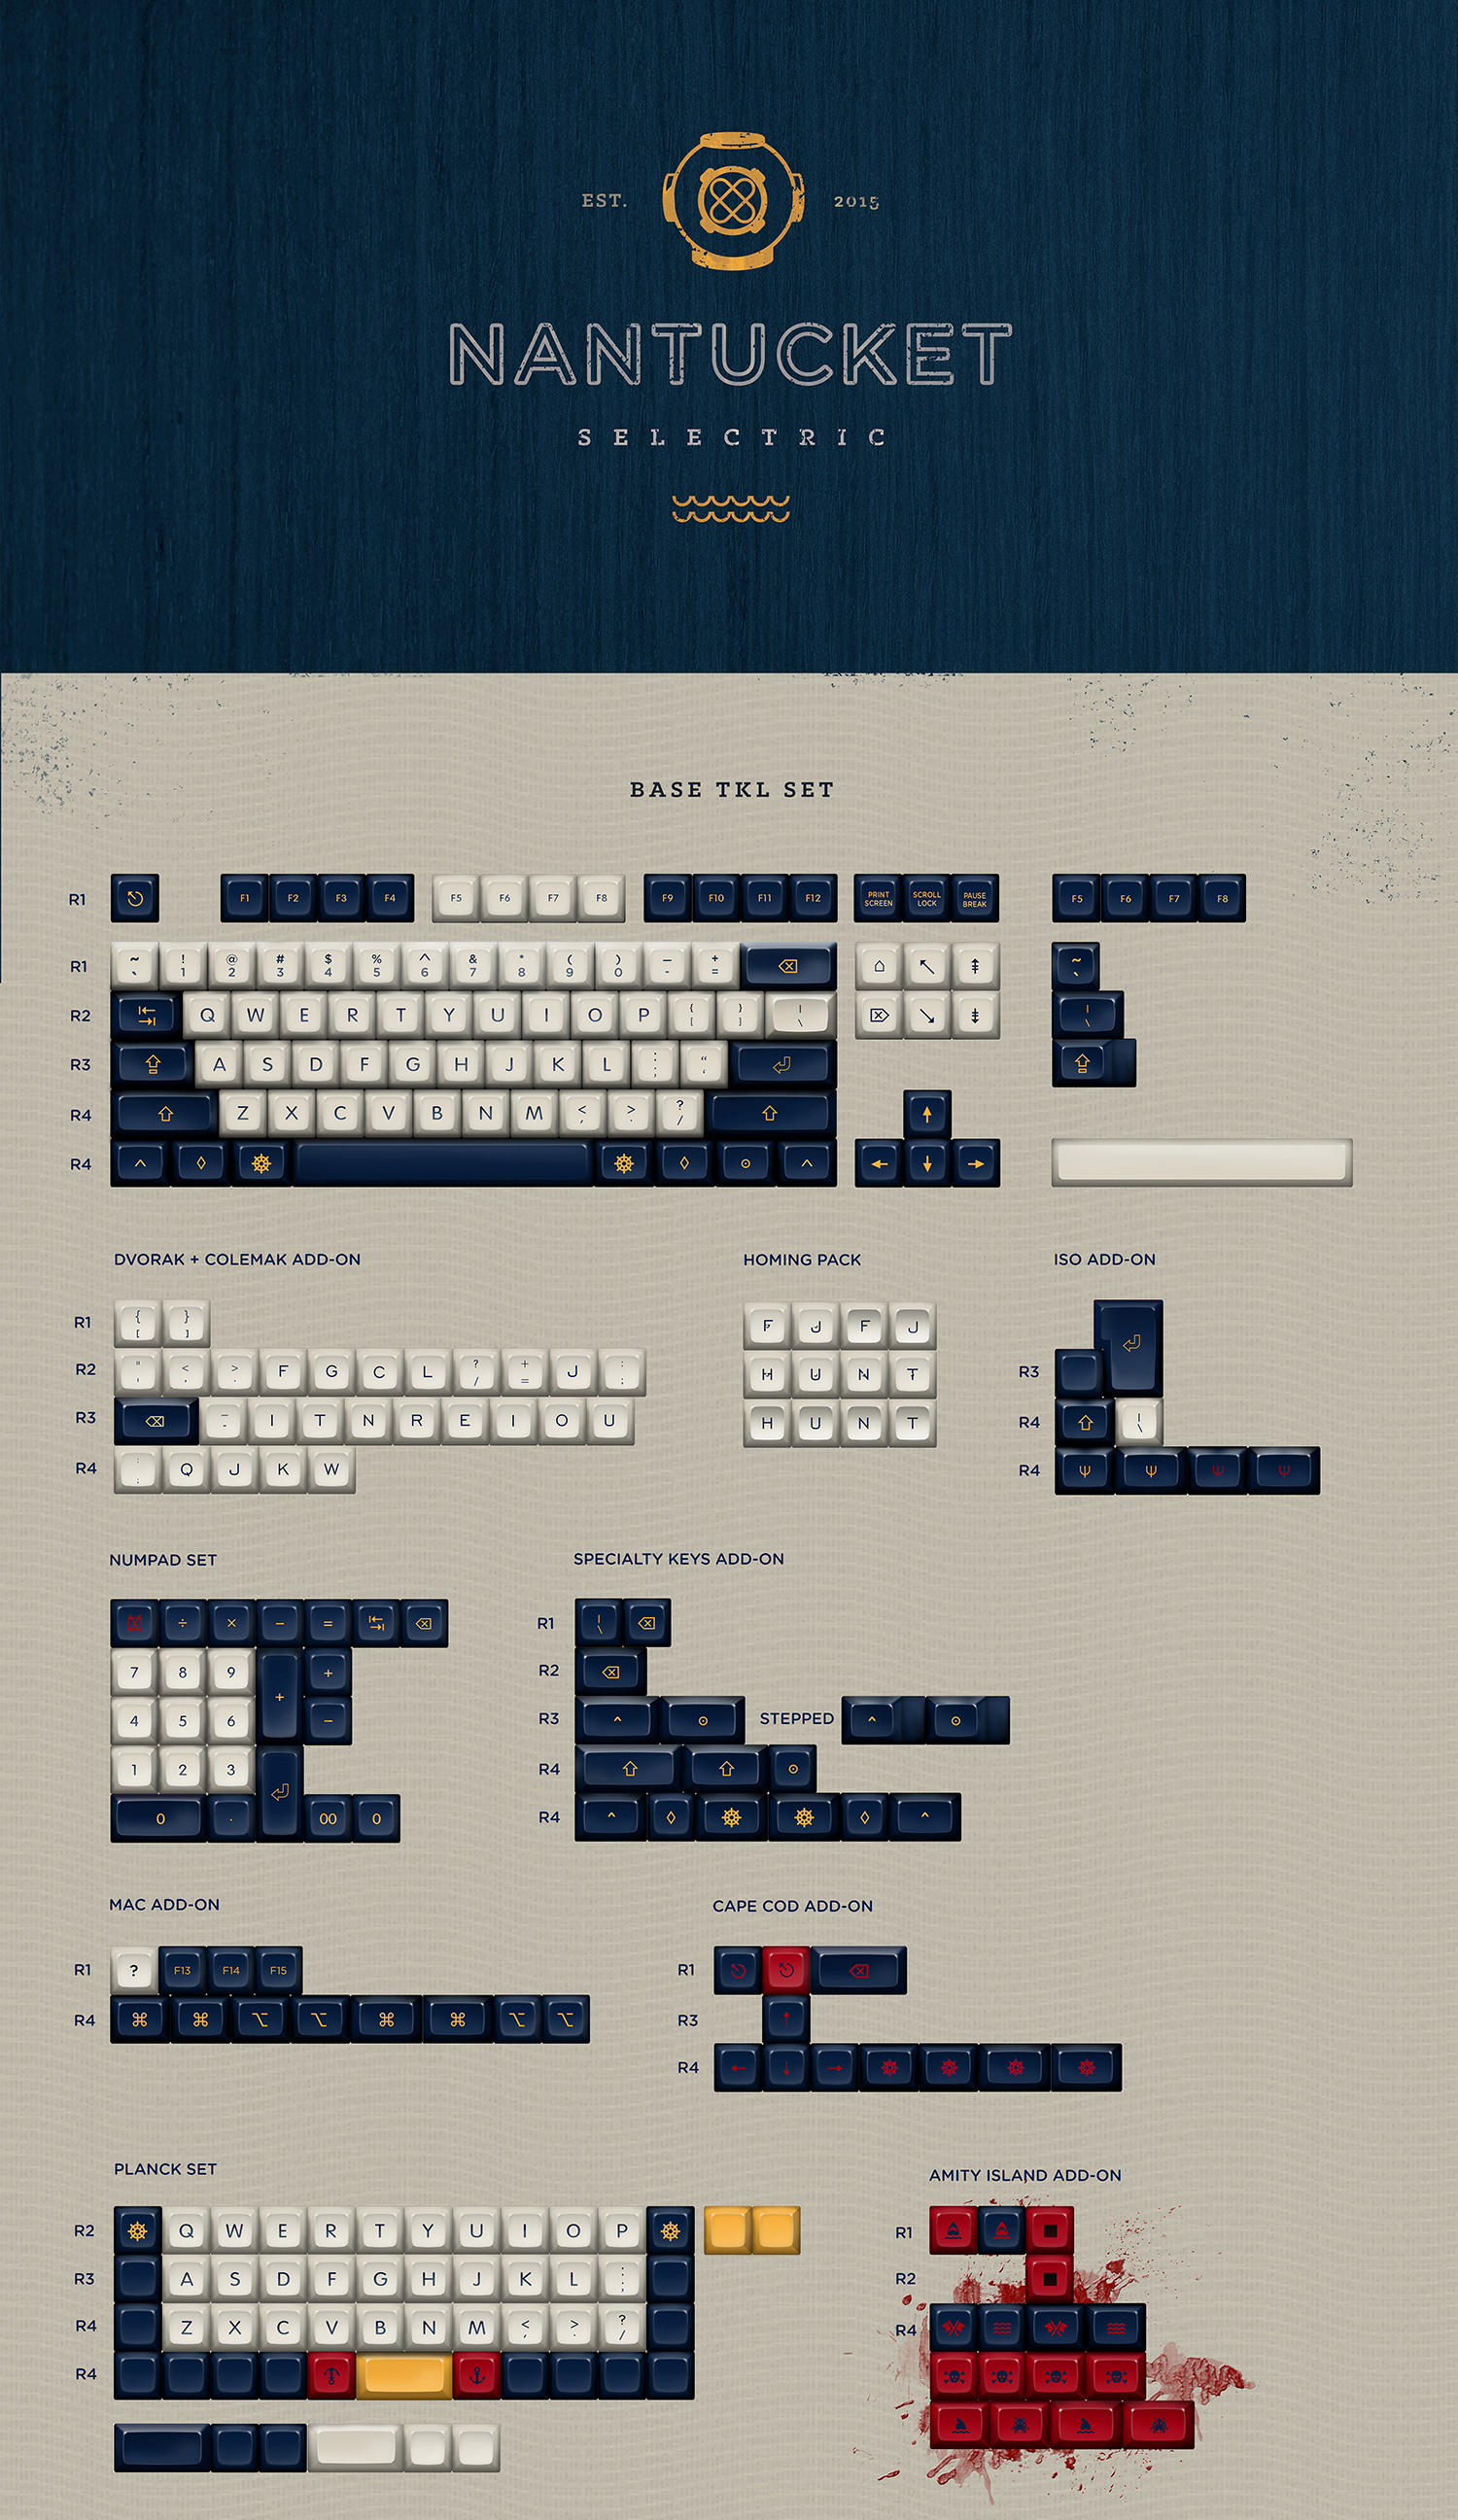 EST. 2015
NANTUCKET
SELECTRIC
BASE TKL SET
R1 F1 F2 F3 F4 F5 F6 F7 F8 F9 F10 F11 F12 PRINT SCREEN SCROLL LOCK PAUSE BREAK F5 F6 F7 F8
R1 ~ ` ! 1 @ 2 # 3 $ 4 % 5 ^ 6 & 7 * 8 ( 9 ) 0 _ - + = ~ `
R2 Q W E R T Y U I O P { [ } ] | \ | \
R3 A S D F G H J K L : ; " '
R4 Z X C V B N M < , > . ? /
R4
DVORAK + COLEMAK ADD-ON
R1 { [ } ]
R2 " ' < , > . F G C L ? / + = J : ;
R3 _ - I T N R E I O U
R4 : ; Q J K W
HOMING PACK
F J F J
H U N T
H U N T
ISO ADD-ON
R3
R4 | \
R4
NUMPAD SET
÷ × − =
7 8 9 + +
4 5 6 −
1 2 3
0 . 00 0
SPECIALTY KEYS ADD-ON
R1 | \
R2
R3 STEPPED
R4
R4
MAC ADD-ON
R1 ? F13 F14 F15
R4 ⌘ ⌘ ⌥ ⌥ ⌘ ⌘ ⌥ ⌥
CAPE COD ADD-ON
R1
R3
R4
PLANCK SET
R2 Q W E R T Y U I O P
R3 A S D F G H J K L : ;
R4 Z X C V B N M < , > . ? /
R4
AMITY ISLAND ADD-ON
R1
R2
R4